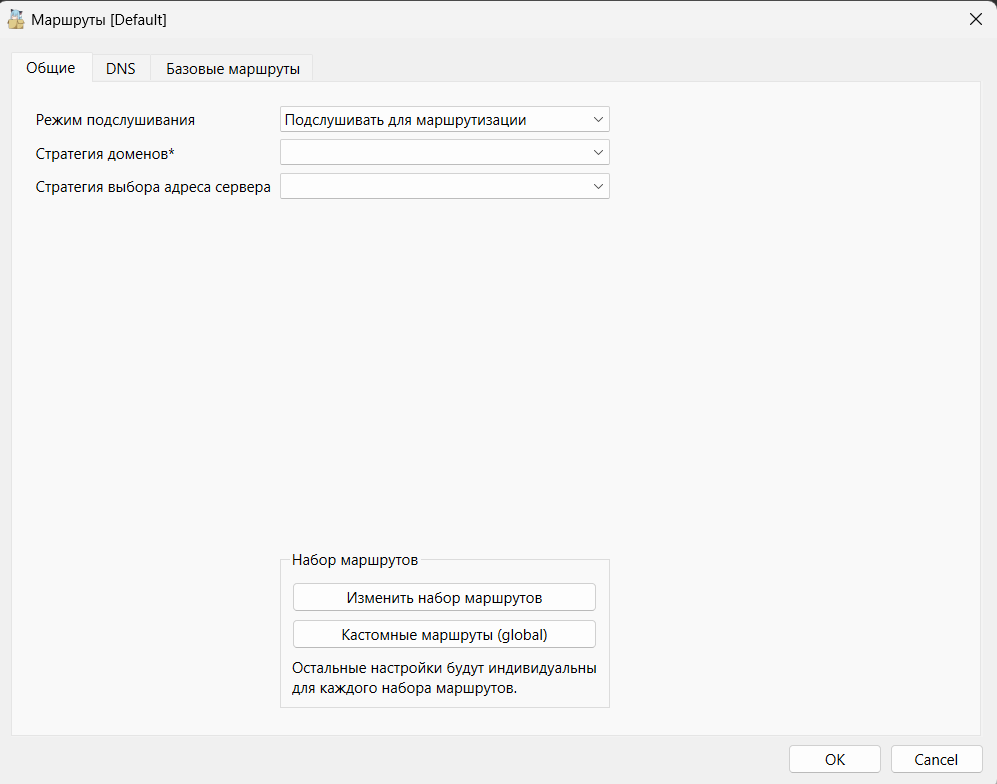 Маршруты [Default]
Общие
DNS
Базовые маршруты
Режим подслушивания
Подслушивать для маршрутизации
Стратегия доменов*
Стратегия выбора адреса сервера
Набор маршрутов
Изменить набор маршрутов
Кастомные маршруты (global)
Остальные настройки будут индивидуальны
для каждого набора маршрутов.
OK
Cancel